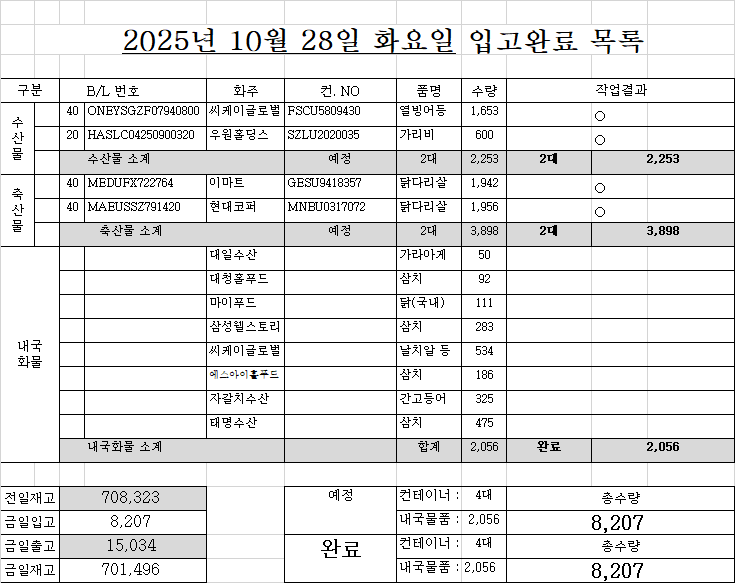 2025년 10월 28일 화요일 입고완료 목록
구분 B/L 번호 화주 컨. NO 품명 수량 작업결과
수산물
40 ONEYSGZF07940800 씨케이글로벌 FSCU5809430 열빙어등 1,653 ○
20 HASLC04250900320 우원홀딩스 SZLU2020035 가리비 600 ○
수산물 소계 예정 2대 2,253 2대 2,253
축산물
40 MEDUFX722764 이마트 GESU9418357 닭다리살 1,942 ○
40 MAEUSSZ791420 현대코퍼 MNBU0317072 닭다리살 1,956 ○
축산물 소계 예정 2대 3,898 2대 3,898
내국화물
대일수산 가라아게 50
대청홀푸드 삼치 92
마이푸드 닭(국내) 111
삼성웰스토리 삼치 283
씨케이글로벌 날치알 등 534
에스아이홀푸드 삼치 186
자갈치수산 간고등어 325
태명수산 삼치 475
내국화물 소계 합계 2,056 완료 2,056
전일재고 708,323 예정 컨테이너 : 4대 총수량
금일입고 8,207 내국물품 : 2,056 8,207
금일출고 15,034 완료 컨테이너 : 4대 총수량
금일재고 701,496 내국물품 : 2,056 8,207